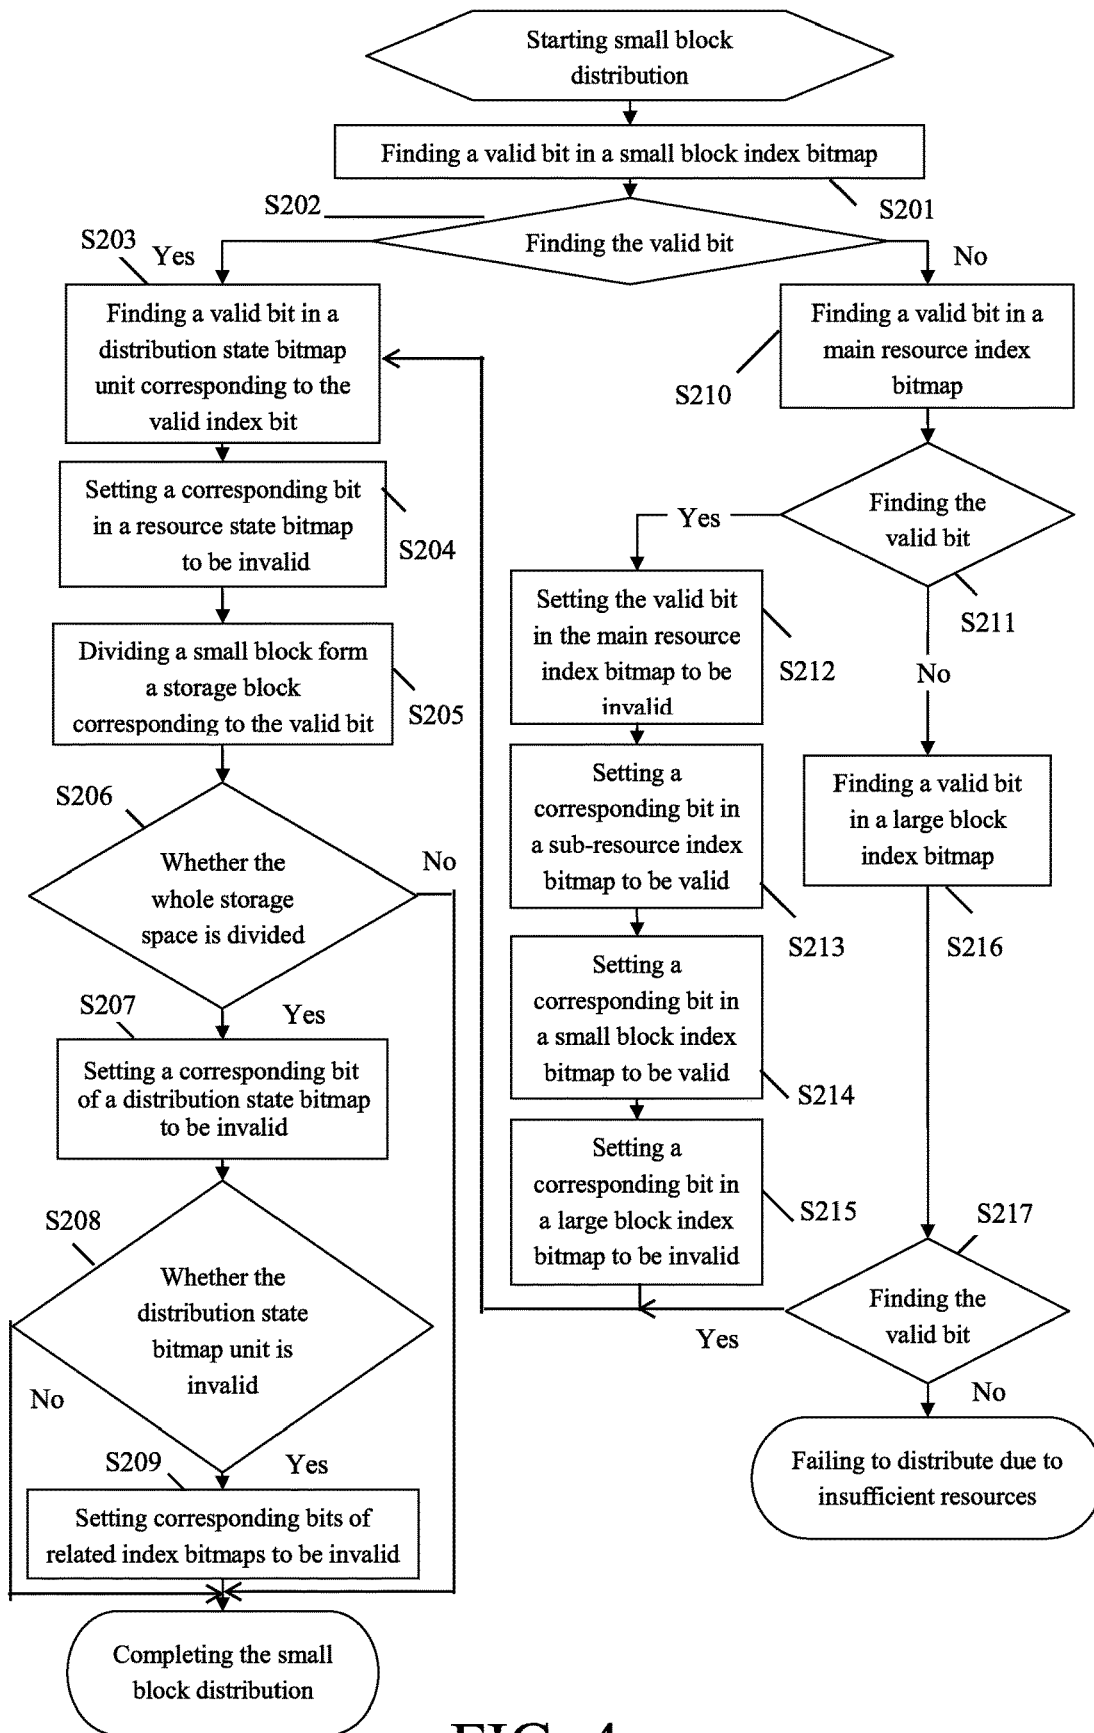 Starting small block
distribution
Finding a valid bit in a small block index bitmap
S201
S202
Finding the valid bit
S203
Yes
No
Finding a valid bit in a
distribution state bitmap
unit corresponding to the
valid index bit
Finding a valid bit in a
main resource index
bitmap
S210
Setting a corresponding bit
in a resource state bitmap
to be invalid
S204
Finding the
valid bit
S211
Yes
No
Setting the valid bit
in the main resource
index bitmap to be
invalid
S212
Dividing a small block form
a storage block
corresponding to the valid bit
S205
Setting a
corresponding bit in
a sub-resource index
bitmap to be valid
S213
Finding a valid bit
in a large block
index bitmap
S216
S206
Whether the
whole storage
space is divided
No
Yes
Setting a
corresponding bit in
a small block index
bitmap to be valid
S214
S207
Setting a corresponding bit
of a distribution state bitmap
to be invalid
Setting a
corresponding bit in
a large block index
bitmap to be invalid
S215
S208
Whether the
distribution state
bitmap unit is
invalid
No
Yes
S217
Finding the
valid bit
Yes
No
S209
Setting corresponding bits of
related index bitmaps to be invalid
Failing to distribute due to
insufficient resources
Completing the small
block distribution
FIG. 4